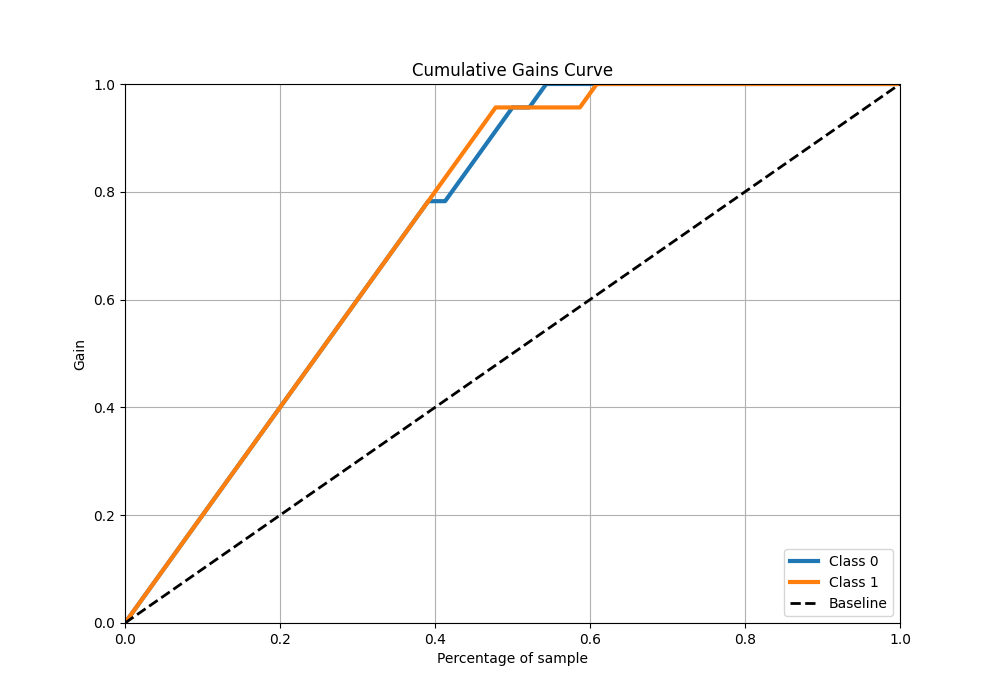 Cumulative Gains Curve
1.0
0.8
0.6
0.4
0.2
0.0
Gain
0.0 0.2 0.4 0.6 0.8 1.0
Percentage of sample
Class 0
Class 1
Baseline